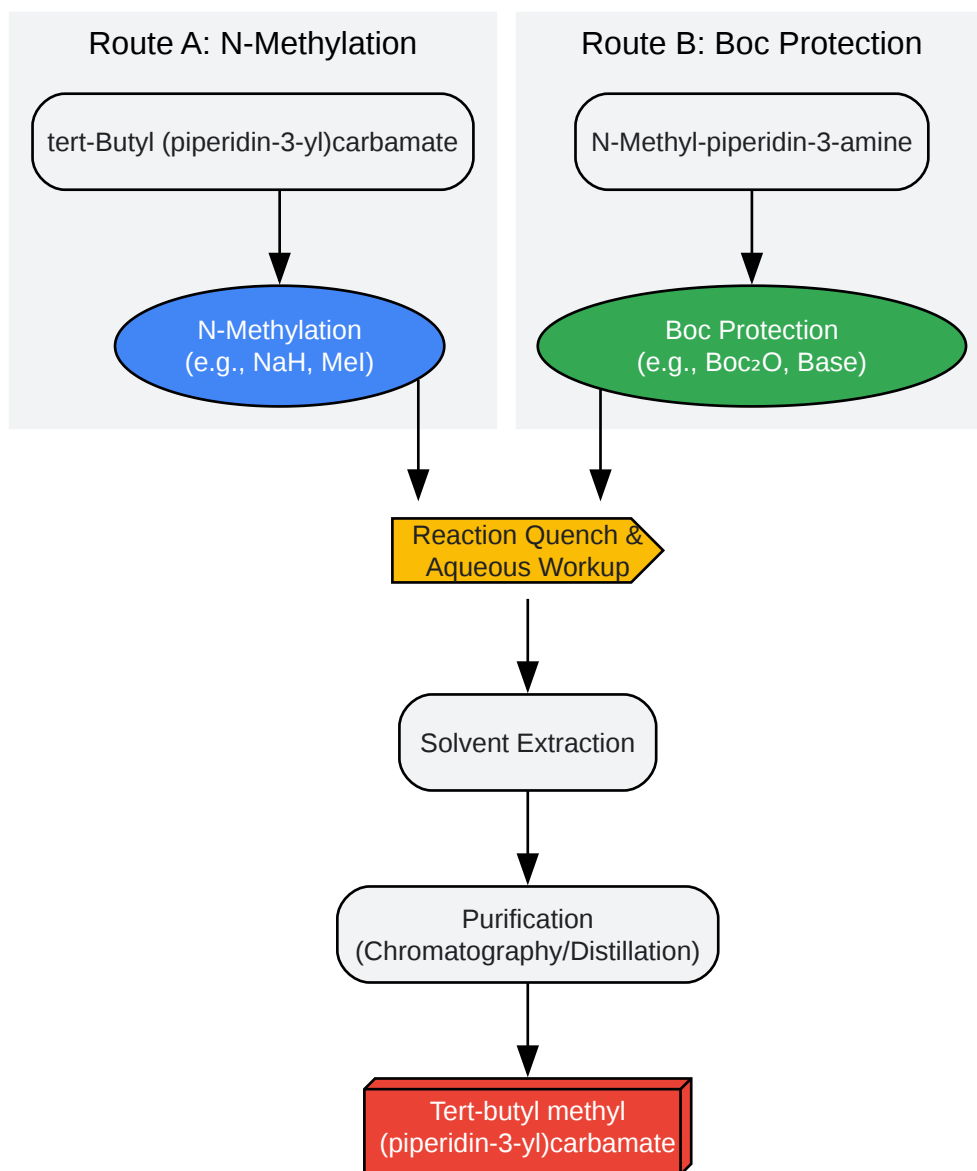 Route A: N-Methylation
Route B: Boc Protection
tert-Butyl (piperidin-3-yl)carbamate
N-Methyl-piperidin-3-amine
N-Methylation
(e.g., NaH, MeI)
Boc Protection
(e.g., Boc₂O, Base)
Reaction Quench &
Aqueous Workup
Solvent Extraction
Purification
(Chromatography/Distillation)
Tert-butyl methyl
(piperidin-3-yl)carbamate